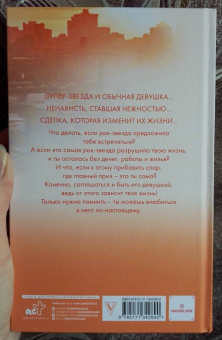 СУПЕР-ЗВЕЗДА И ОБЫЧНАЯ ДЕВУШКА...
НЕНАВИСТЬ, СТАВШАЯ НЕЖНОСТЬЮ...
СДЕЛКА, КОТОРАЯ ИЗМЕНИТ ИХ ЖИЗНИ...
Что делать, если рок-звезда предложила
тебе встречаться?
А если эта самая рок-звезда разрушила твою жизнь,
и ты осталась без денег, работы и жилья?
И что, если к этому прибавить спор,
где главный приз – это ты сама?
Конечно, соглашаться и быть его девушкой,
ведь от этого зависит твоя жизнь!
Только нужно помнить – ты можешь влюбиться
в него по-настоящему.